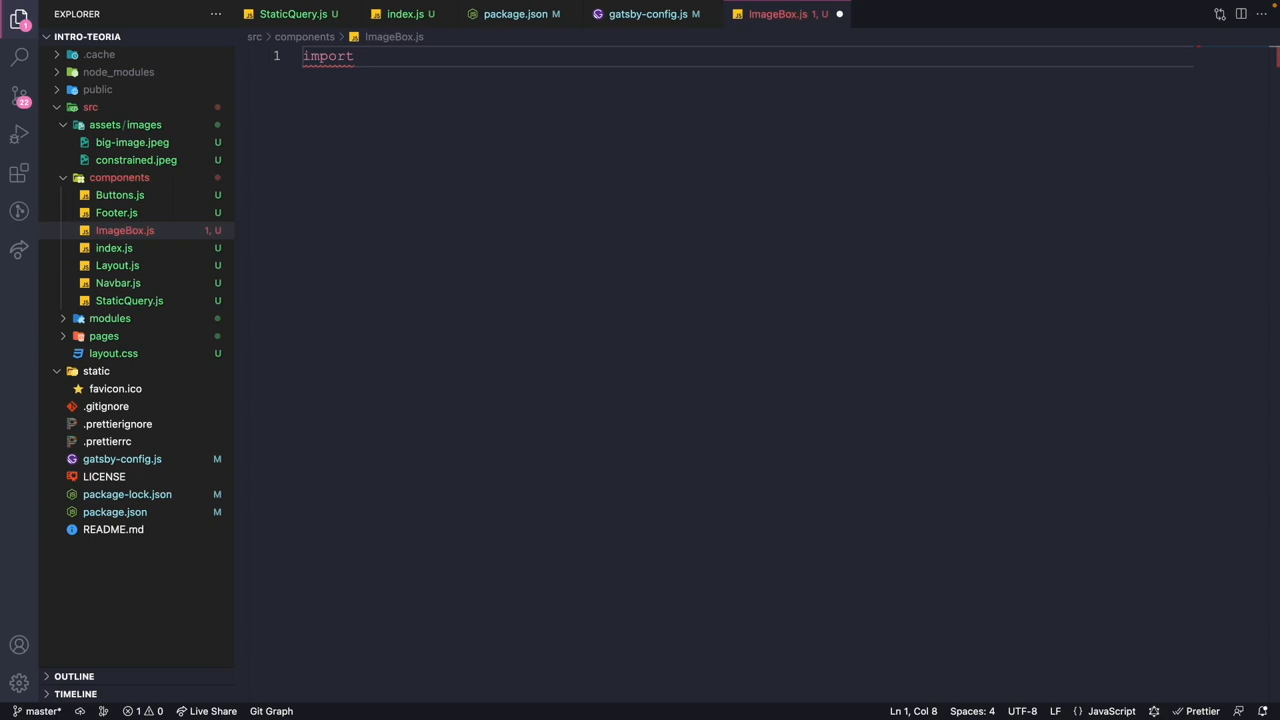 EXPLORER
StaticQuery.js U
index.js U
package.json M
gatsby-config.js M
ImageBox.js 1, U
INTRO-TEORIA
src > components > ImageBox.js
1 import
.cache
node_modules
public
src
assets / images
big-image.jpeg U
constrained.jpeg U
components
Buttons.js U
Footer.js U
ImageBox.js 1, U
index.js U
Layout.js U
Navbar.js U
StaticQuery.js U
modules
pages
layout.css U
static
favicon.ico
.gitignore
.prettierignore
.prettierrc
gatsby-config.js M
LICENSE
package-lock.json M
package.json M
README.md
1
22
OUTLINE
TIMELINE
master* 1 0 Live Share Git Graph Ln 1, Col 8 Spaces: 4 UTF-8 LF {} JavaScript Prettier